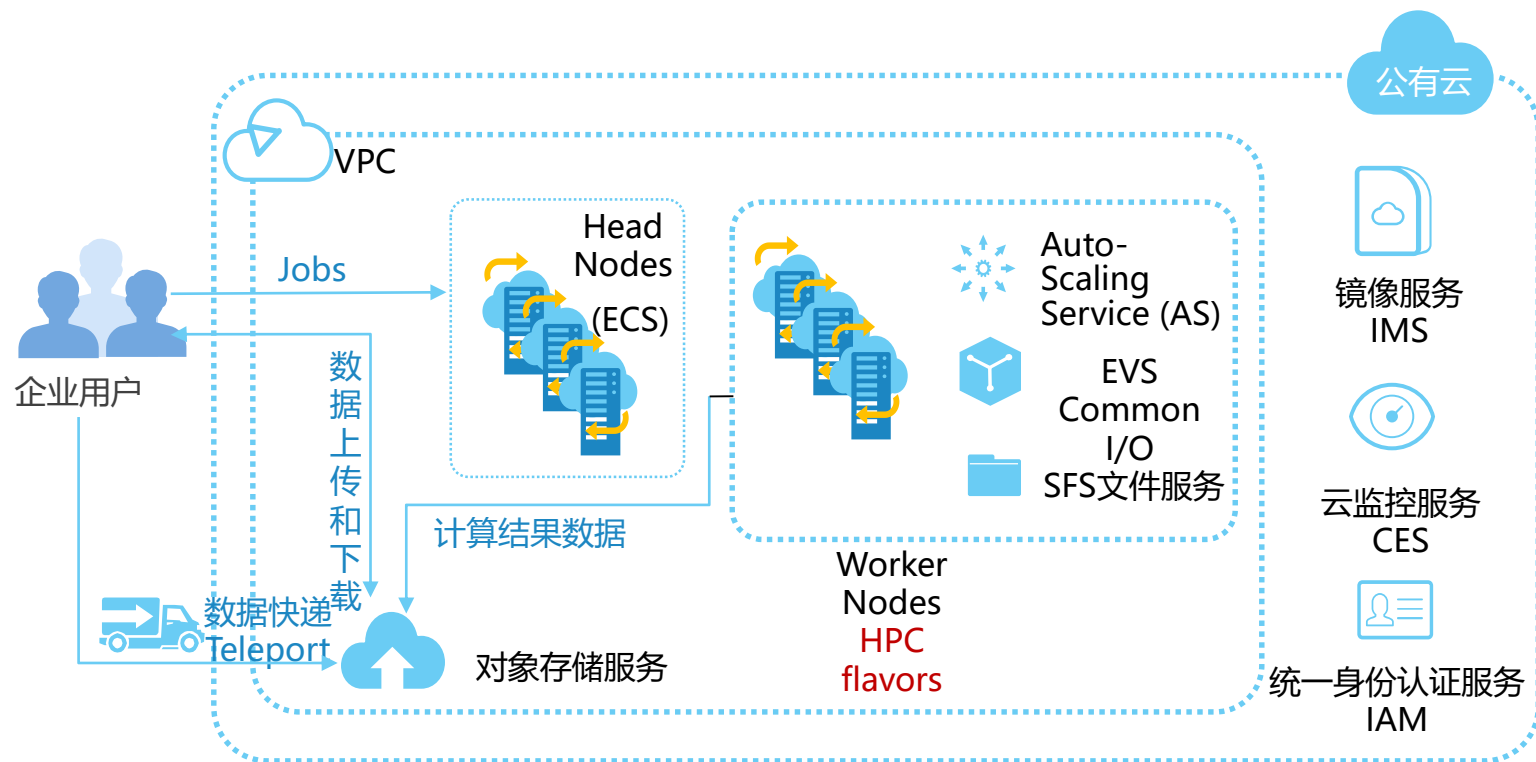 公有云
VPC
Head
Nodes
(ECS)
Jobs
企业用户
数
据
上
传
和
下
载
Auto-
Scaling
Service (AS)
EVS
Common
I/O
SFS文件服务
计算结果数据
Worker
Nodes
HPC
flavors
数据快递
Teleport
对象存储服务
镜像服务
IMS
云监控服务
CES
统一身份认证服务
IAM